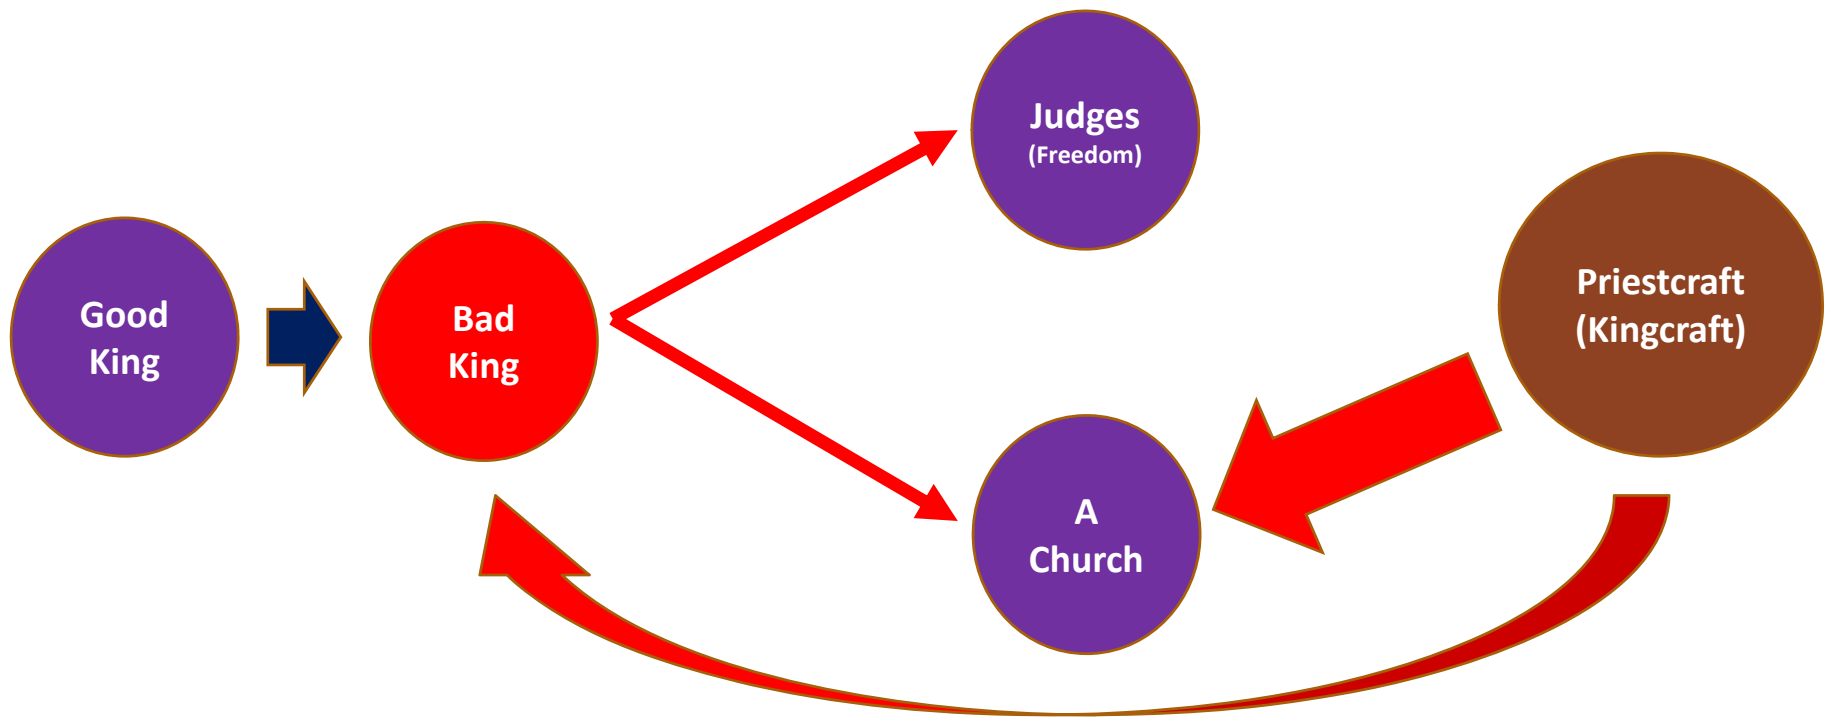 Good
King
Bad
King
Judges
(Freedom)
A
Church
Priestcraft
(Kingcraft)